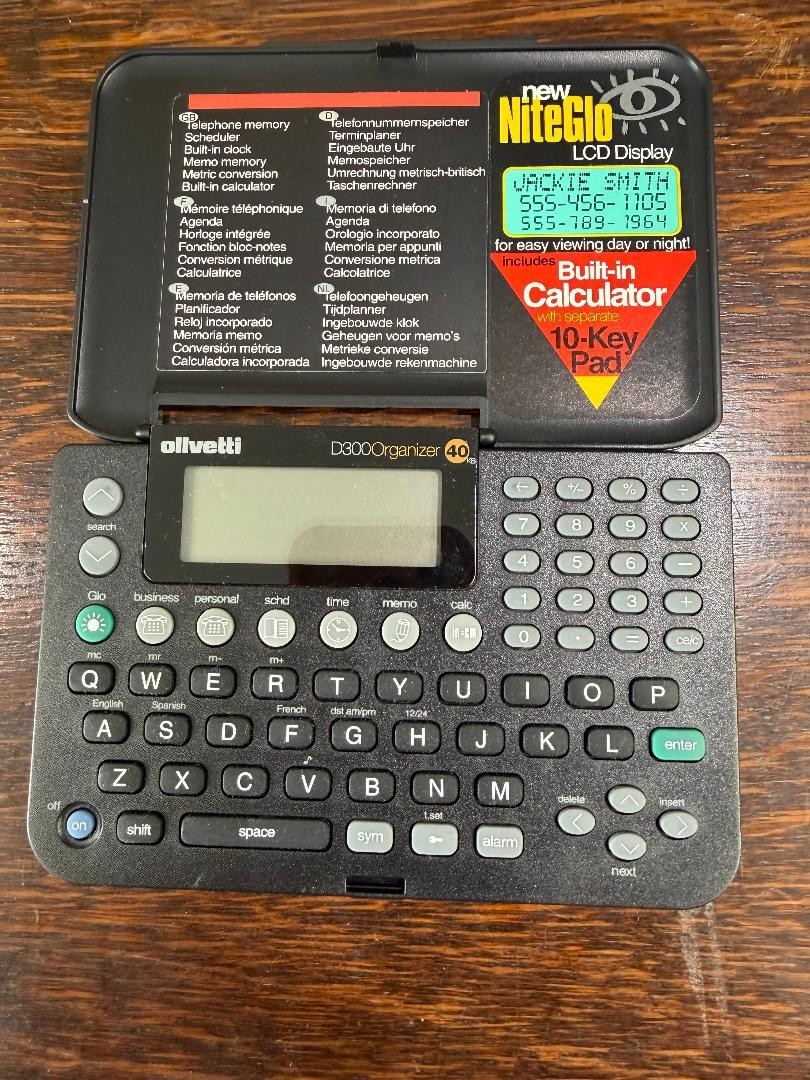 GB
Telephone memory
Scheduler
Built-in clock
Memo memory
Metric conversion
Built-in calculator
D
Telefonnummernspeicher
Terminplaner
Eingebaute Uhr
Memospeicher
Umrechnung metrisch-british
Taschenrechner
F
Mémoire téléphonique
Agenda
Horloge intégrée
Fonction bloc-notes
Conversion métrique
Calculatrice
I
Memoria di telefono
Agenda
Orologio incorporato
Memoria per appunti
Conversione metrica
Calcolatrice
E
Memoria de teléfonos
Planificador
Reloj incorporado
Memoria memo
Conversión métrica
Calculadora incorporada
NL
Telefoongeheugen
Tijdplanner
Ingebouwde klok
Geheugen voor memo's
Metrieke conversie
Ingebouwde rekenmachine
new
NiteGlo
LCD Display
JACKIE SMITH
555-456-1105
555-789-1964
for easy viewing day or night!
includes
Built-in
Calculator
with separate
10-Key
Pad
olivetti
D300Organizer 40 KB
search
← +/- % ÷
7 8 9 x
4 5 6 −
1 2 3 +
0 . = ce/c
Glo business personal schd time memo calc
in=cm
mc mr m- m+
Q W E R T Y U I O P
English Spanish French dst am/pm 12/24
A S D F G H J K L enter
♪
Z X C V B N M
off
on shift space sym
t.set
alarm
delete insert
next